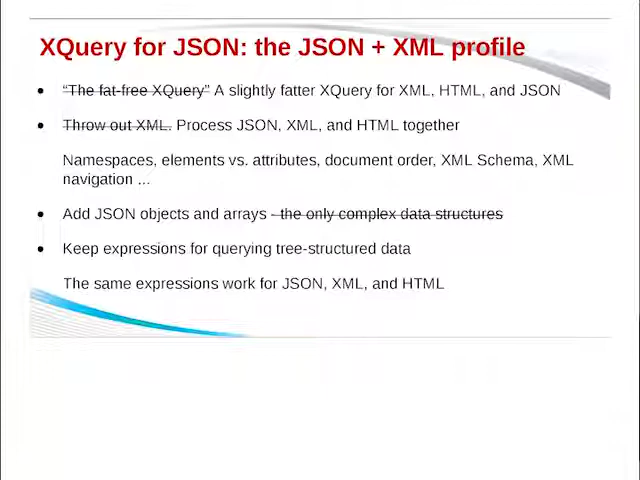 XQuery for JSON: the JSON + XML profile
• “The fat-free XQuery” A slightly fatter XQuery for XML, HTML, and JSON
• Throw out XML. Process JSON, XML, and HTML together
Namespaces, elements vs. attributes, document order, XML Schema, XML
navigation ...
• Add JSON objects and arrays - the only complex data structures
• Keep expressions for querying tree-structured data
The same expressions work for JSON, XML, and HTML